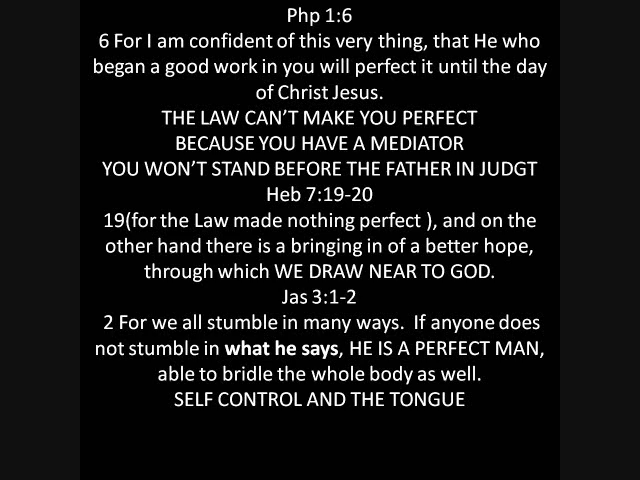 Php 1:6
6 For I am confident of this very thing, that He who
began a good work in you will perfect it until the day
of Christ Jesus.
THE LAW CAN’T MAKE YOU PERFECT
BECAUSE YOU HAVE A MEDIATOR
YOU WON’T STAND BEFORE THE FATHER IN JUDGT
Heb 7:19-20
19(for the Law made nothing perfect ), and on the
other hand there is a bringing in of a better hope,
through which WE DRAW NEAR TO GOD.
Jas 3:1-2
2 For we all stumble in many ways.  If anyone does
not stumble in what he says, HE IS A PERFECT MAN,
able to bridle the whole body as well.
SELF CONTROL AND THE TONGUE